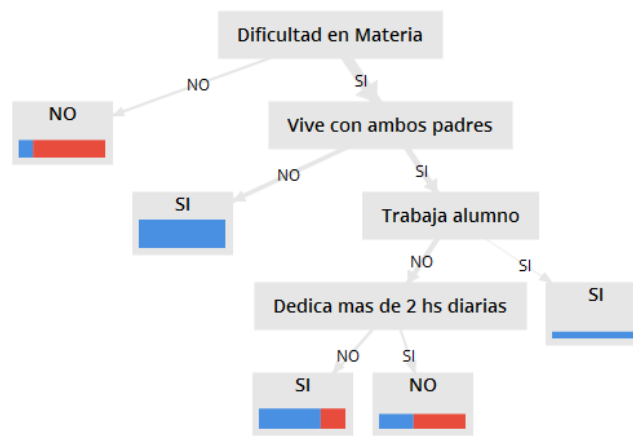 Dificultad en Materia
NO
SI
NO
Vive con ambos padres
NO
SI
SI
Trabaja alumno
NO
SI
Dedica mas de 2 hs diarias
SI
NO
SI
SI
NO